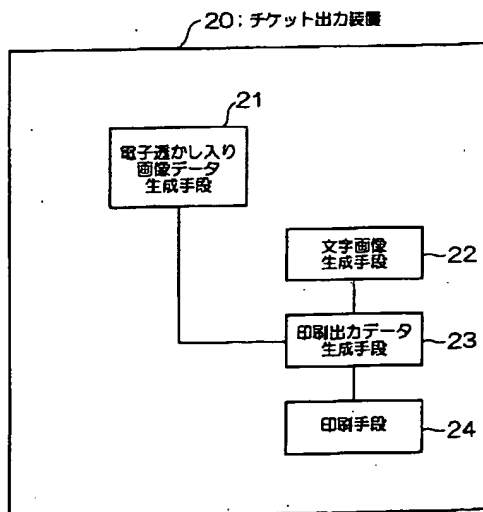 20；チケット出力装置
21
電子透かし入り
画像データ
生成手段
文字画像
生成手段
22
印刷出力データ
生成手段
23
印刷手段
24